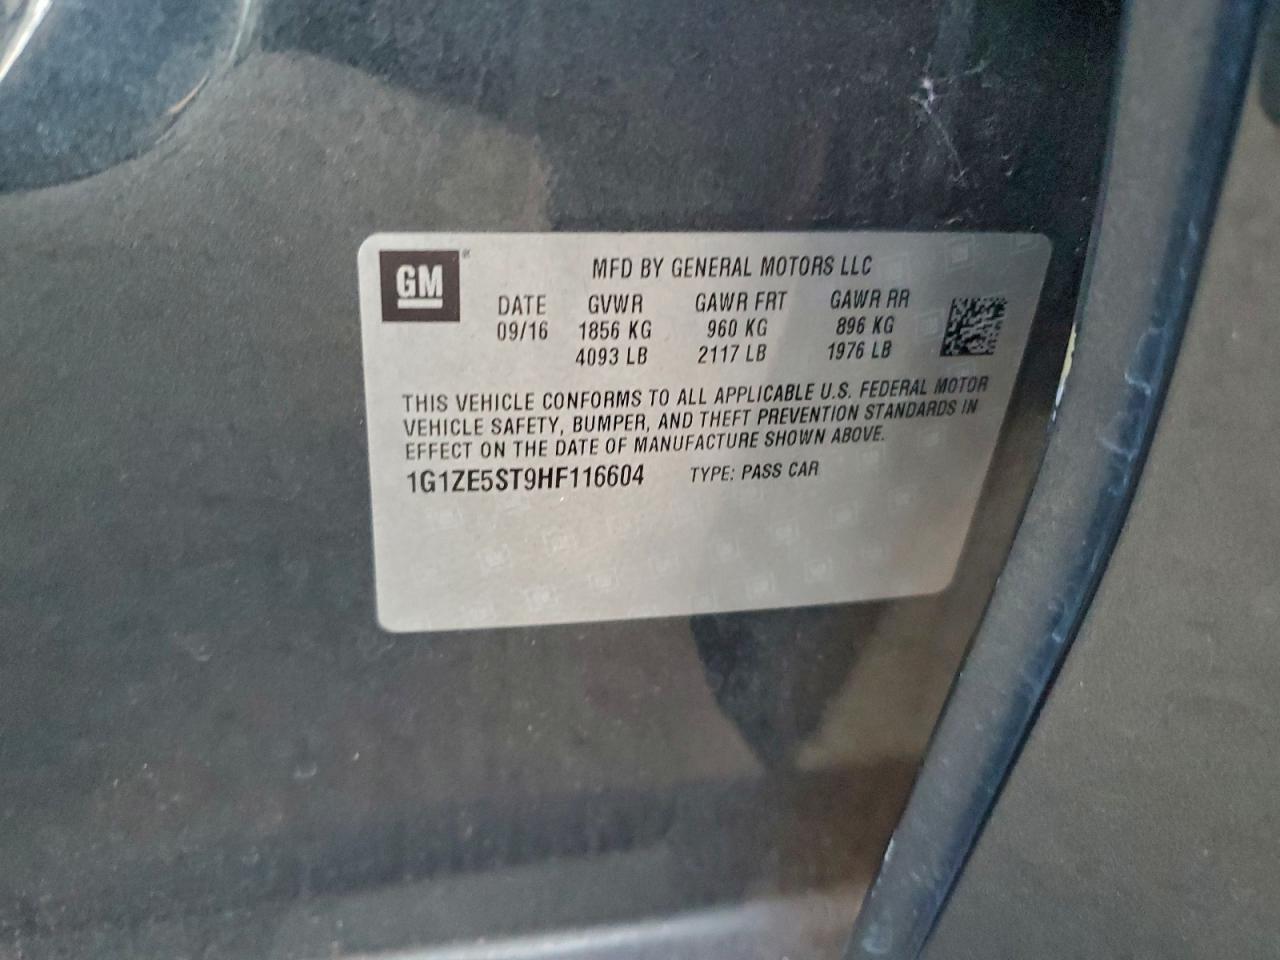 GM®
MFD BY GENERAL MOTORS LLC
DATE GVWR GAWR FRT GAWR RR
09/16 1856 KG 960 KG 896 KG
4093 LB 2117 LB 1976 LB
THIS VEHICLE CONFORMS TO ALL APPLICABLE U.S. FEDERAL MOTOR
VEHICLE SAFETY, BUMPER, AND THEFT PREVENTION STANDARDS IN
EFFECT ON THE DATE OF MANUFACTURE SHOWN ABOVE.
1G1ZE5ST9HF116604 TYPE: PASS CAR